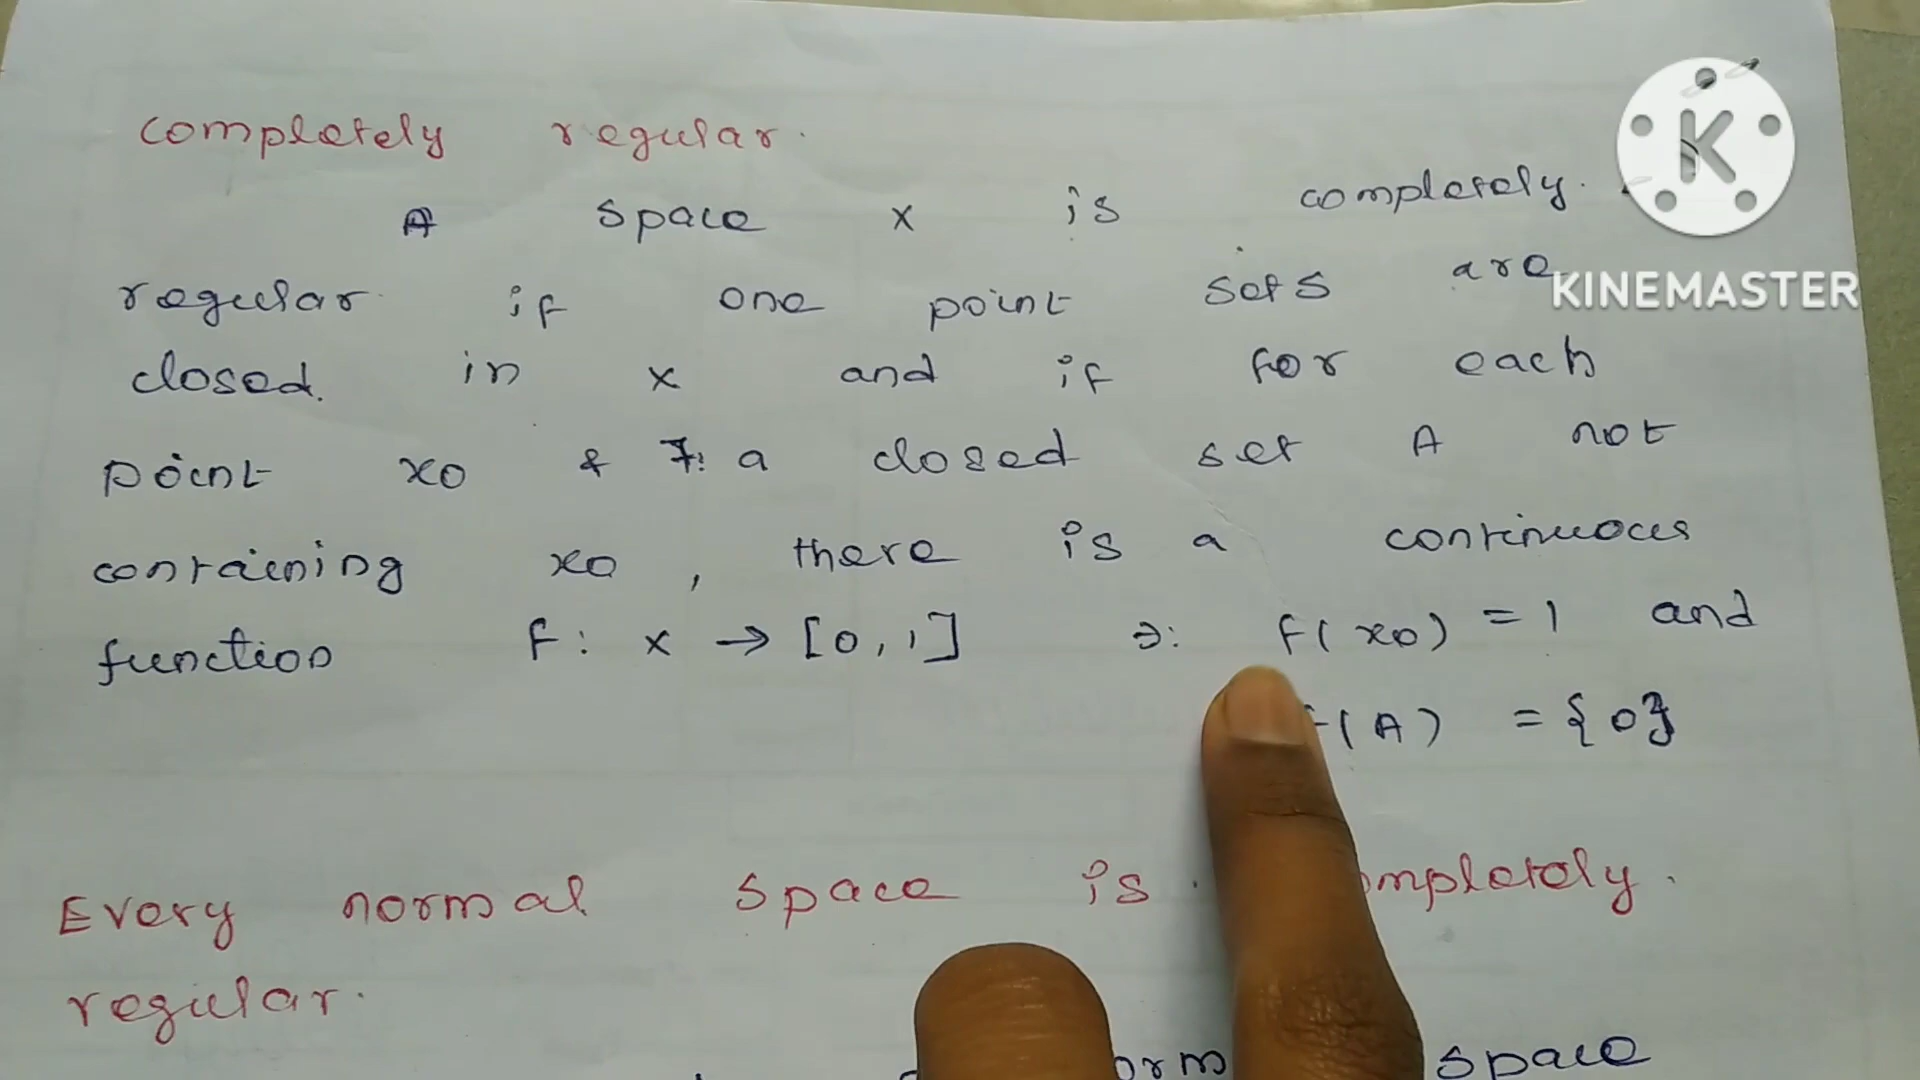 completely regular.
A space x is completely.
regular if one point sets are
closed. in x and if for each
point x0 & a closed set A not
containing x0, there is a continuous
function F: x → [0,1] ∋: F(x0) = 1 and
F(A) = {0}
Every normal space is completely.
regular.
space
K
KINEMASTER